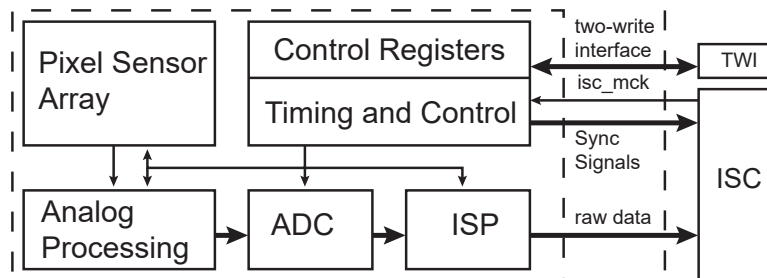 Pixel Sensor
Array
Control Registers
Timing and Control
two-write
interface
TWI
isc_mck
Sync
Signals
ISC
Analog
Processing
ADC
ISP
raw data